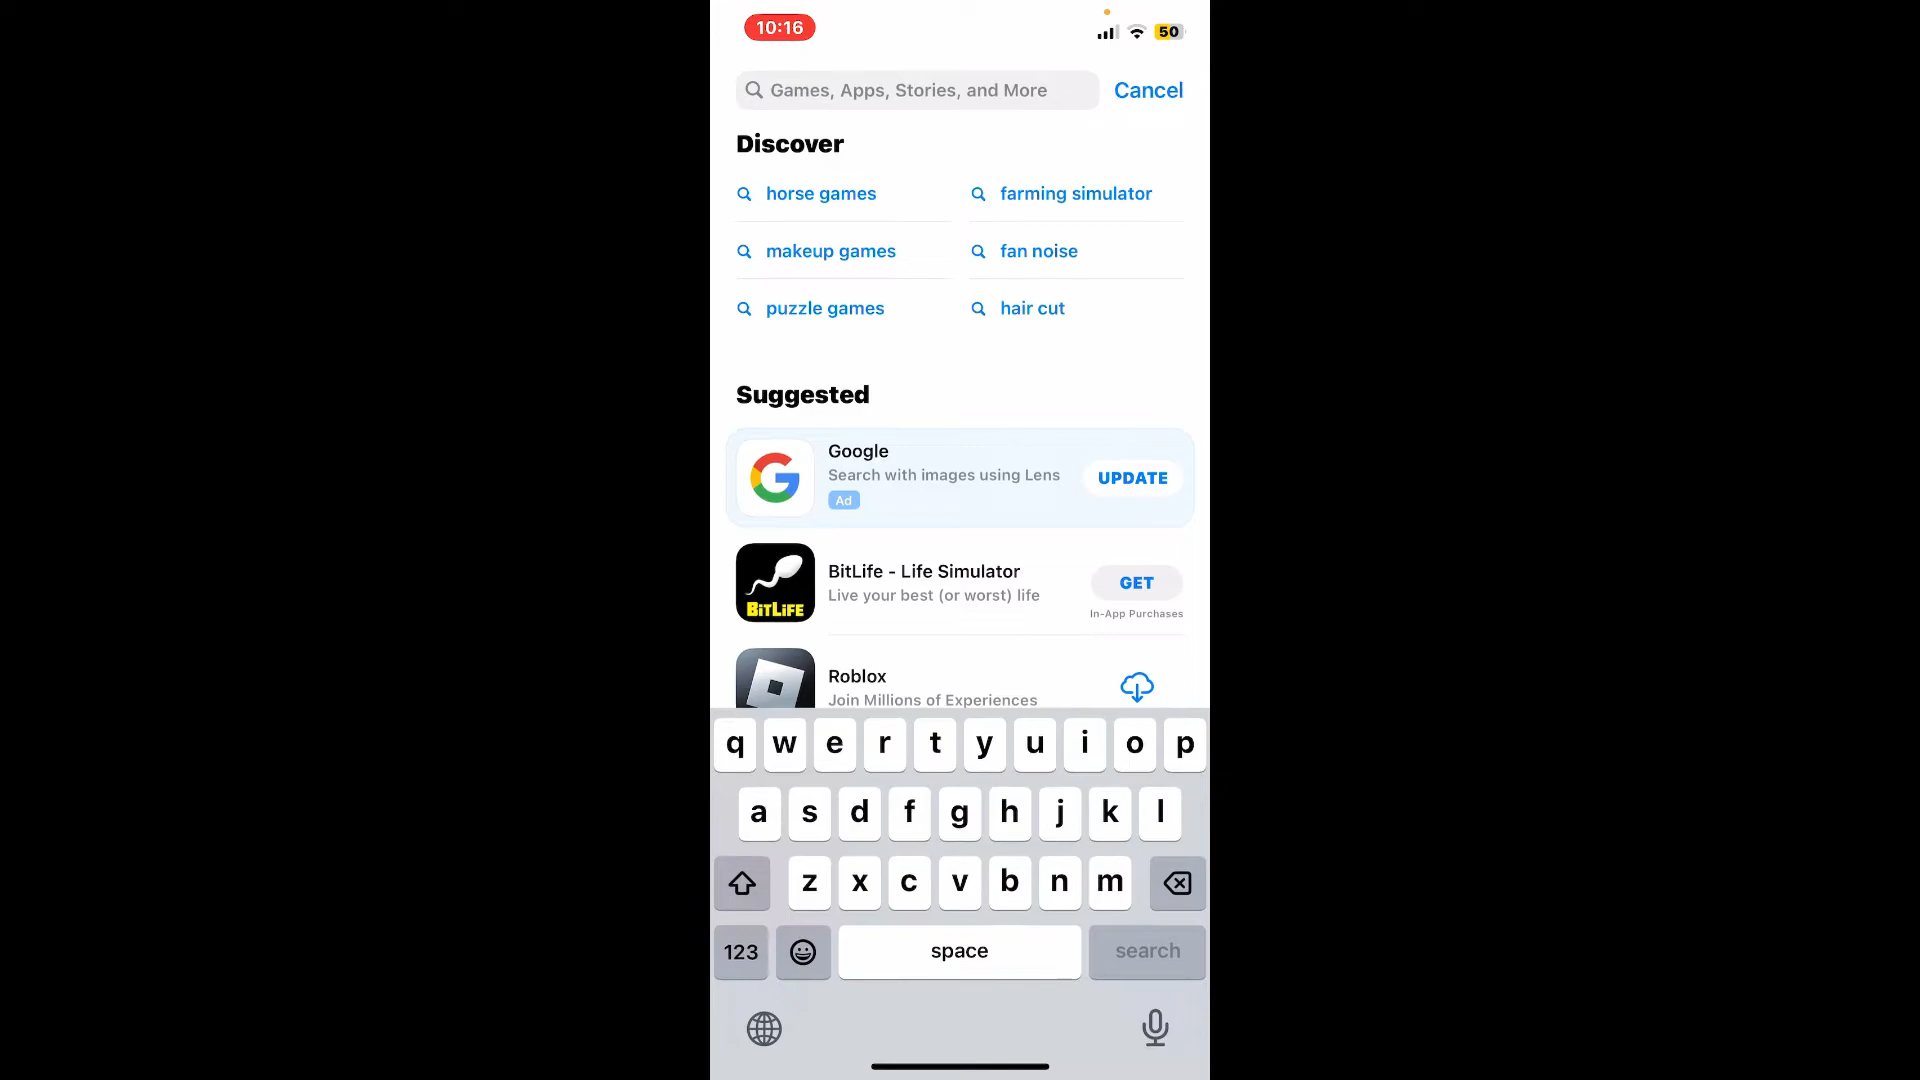 10:16
50
Games, Apps, Stories, and More
Cancel
Discover
horse games
farming simulator
makeup games
fan noise
puzzle games
hair cut
Suggested
Google
Search with images using Lens
Ad
UPDATE
BitLife - Life Simulator
Live your best (or worst) life
GET
In-App Purchases
BITLIFE
Roblox
Join Millions of Experiences
q w e r t y u i o p
a s d f g h j k l
z x c v b n m
123
space
search